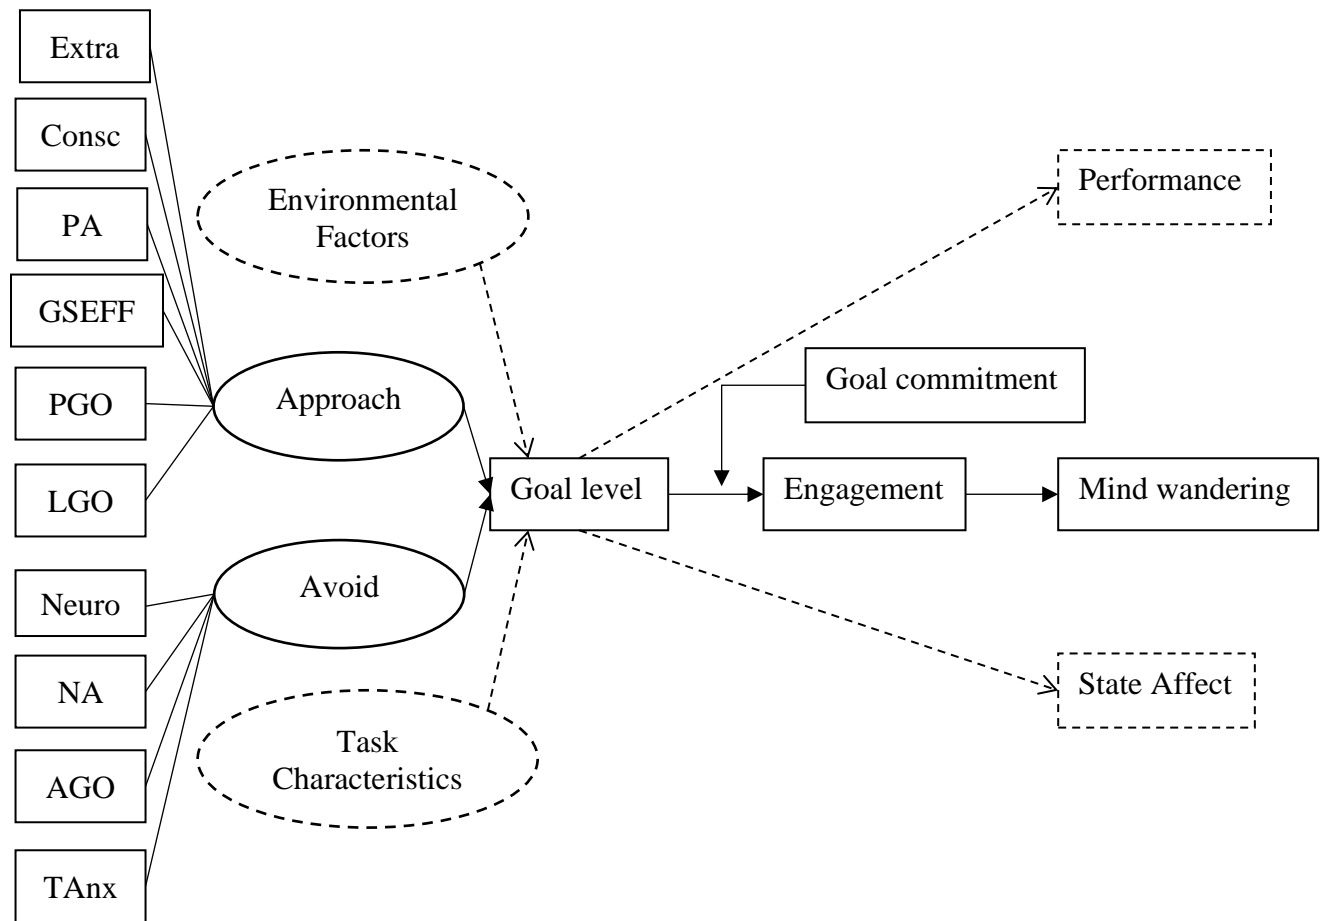 Extra
Consc
PA
GSEFF
PGO
LGO
Neuro
NA
AGO
TAnx
Environmental
Factors
Approach
Avoid
Task
Characteristics
Goal level
Goal commitment
Engagement
Performance
Mind wandering
State Affect